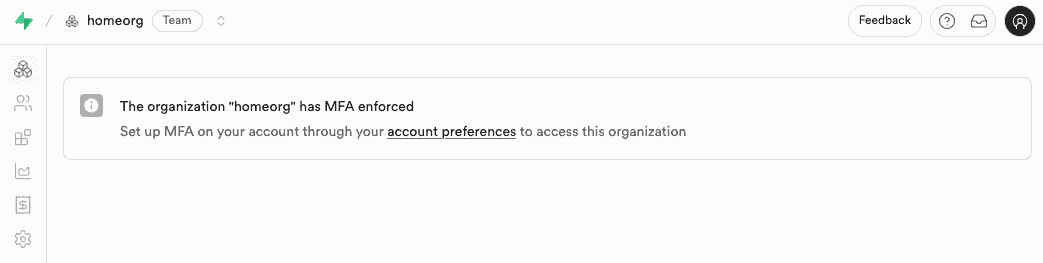 homeorg Team Feedback
The organization "homeorg" has MFA enforced
Set up MFA on your account through your account preferences to access this organization